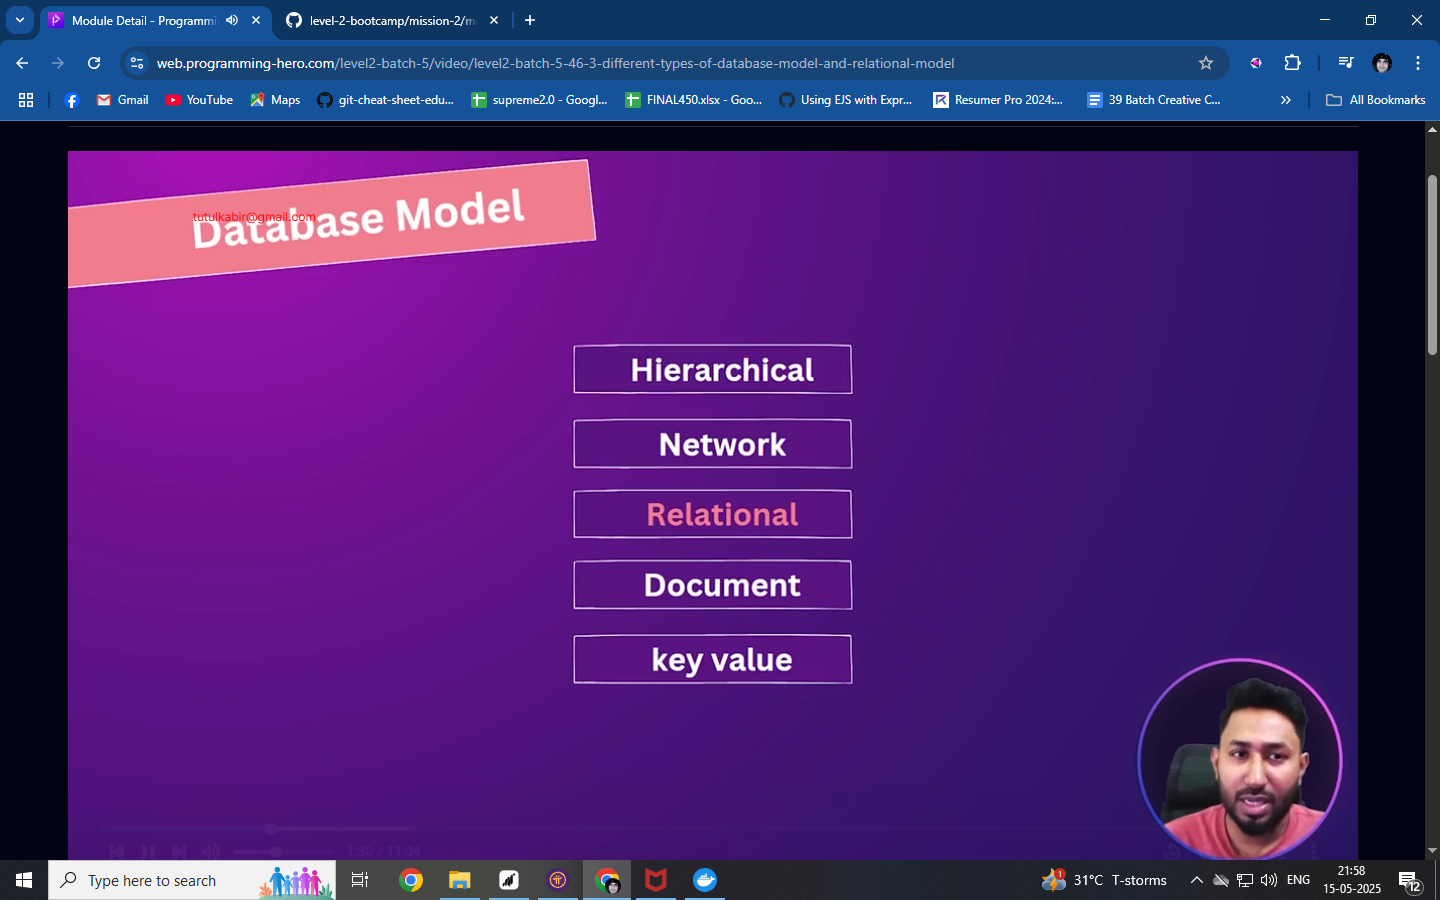 Module Detail - Programmi
level-2-bootcamp/mission-2/m
web.programming-hero.com/level2-batch-5/video/level2-batch-5-46-3-different-types-of-database-model-and-relational-model
Gmail
YouTube
Maps
git-cheat-sheet-edu...
supreme2.0 - Googl...
FINAL450.xlsx - Goo...
Using EJS with Expr...
Resumer Pro 2024:...
39 Batch Creative C...
All Bookmarks
tutulkabir@gmail.com
Database Model
Hierarchical
Network
Relational
Document
key value
1:30 / 11:04
Type here to search
1
31°C T-storms
ENG
21:58
15-05-2025
12